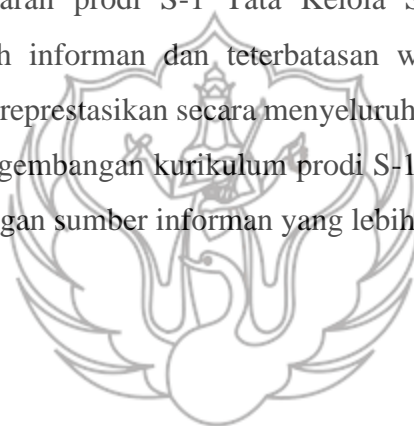 aran prodi S-1 Tata Kelola S
h informan dan teterbatasan w
represtasikan secara menyeluruh
gembangan kurikulum prodi S-1
gan sumber informan yang lebih